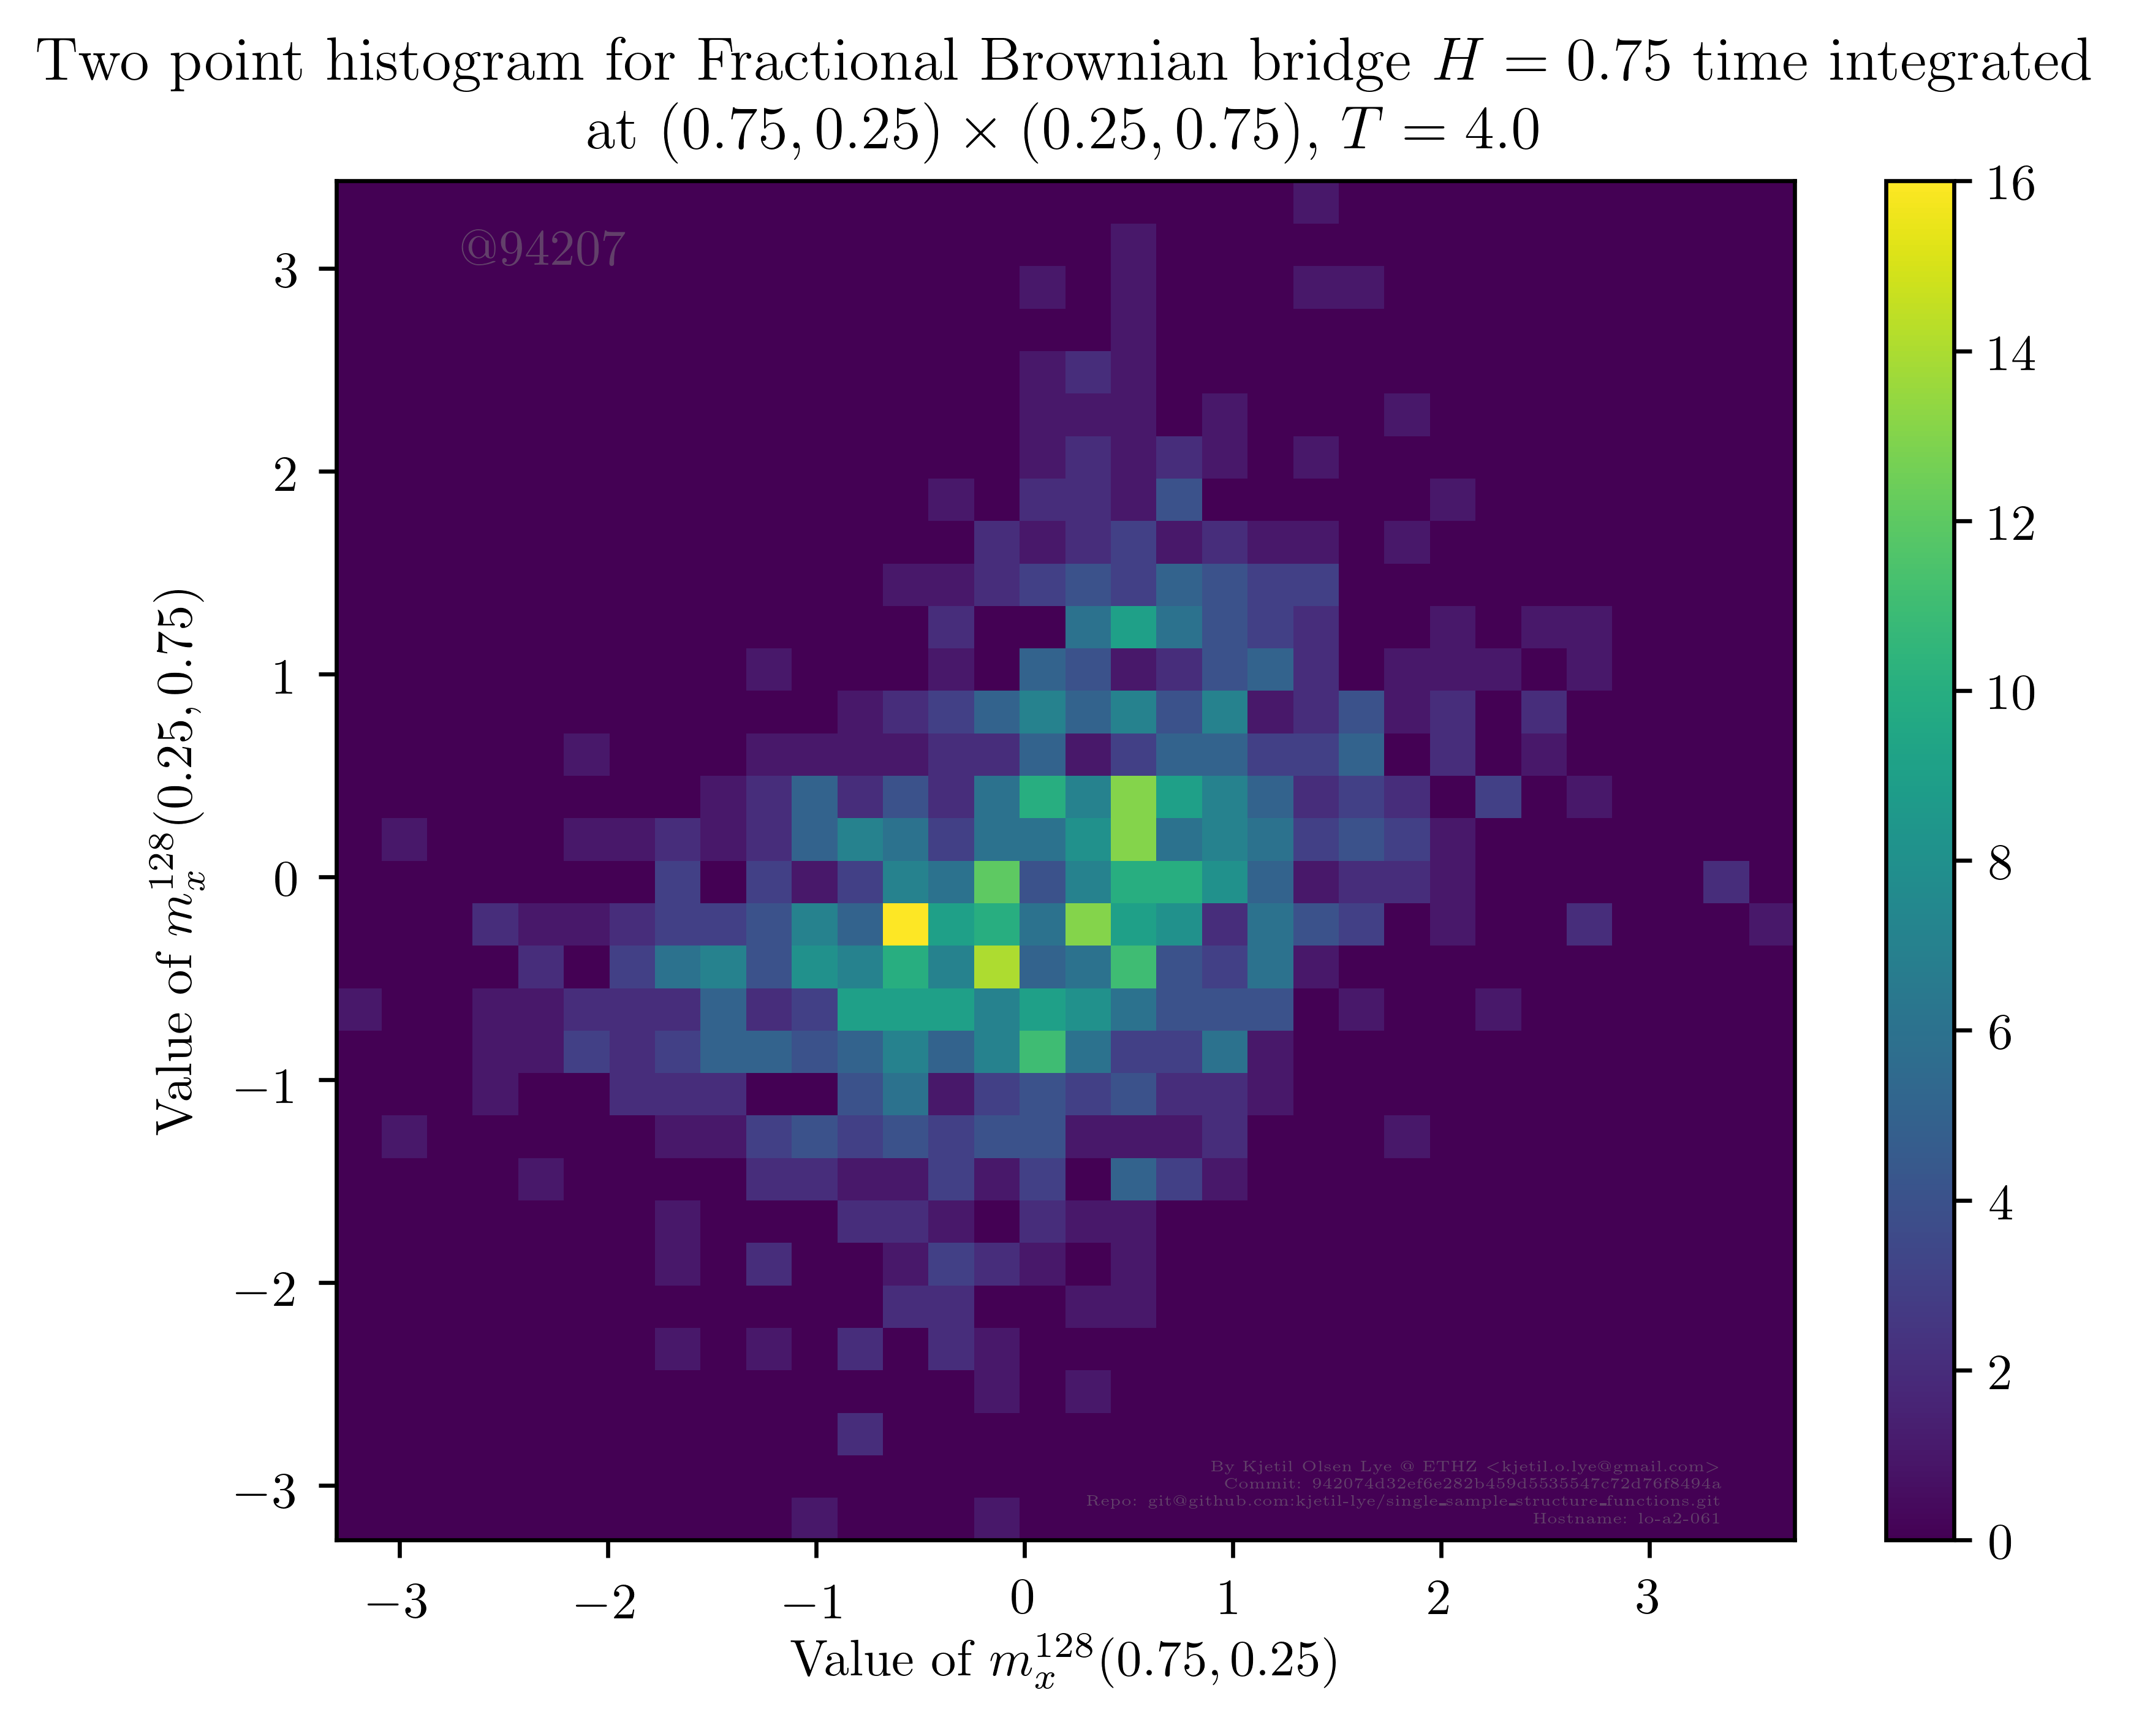 Two point histogram for Fractional Brownian bridge H = 0.75 time integrated
at (0.75, 0.25) × (0.25, 0.75), T = 4.0
@94207
16
14
12
10
8
6
4
2
0
Value of m_x^128(0.25, 0.75)
3
2
1
0
−1
−2
−3
By Kjetil Olsen Lye @ ETHZ <kjetil.o.lye@gmail.com>
Commit: 942074d32ef6e282b459d5535547c72d76f8494a
Repo: git@github.com:kjetil-lye/single_sample_structure_functions.git
Hostname: lo-a2-061
−3 −2 −1 0 1 2 3
Value of m_x^128(0.75, 0.25)